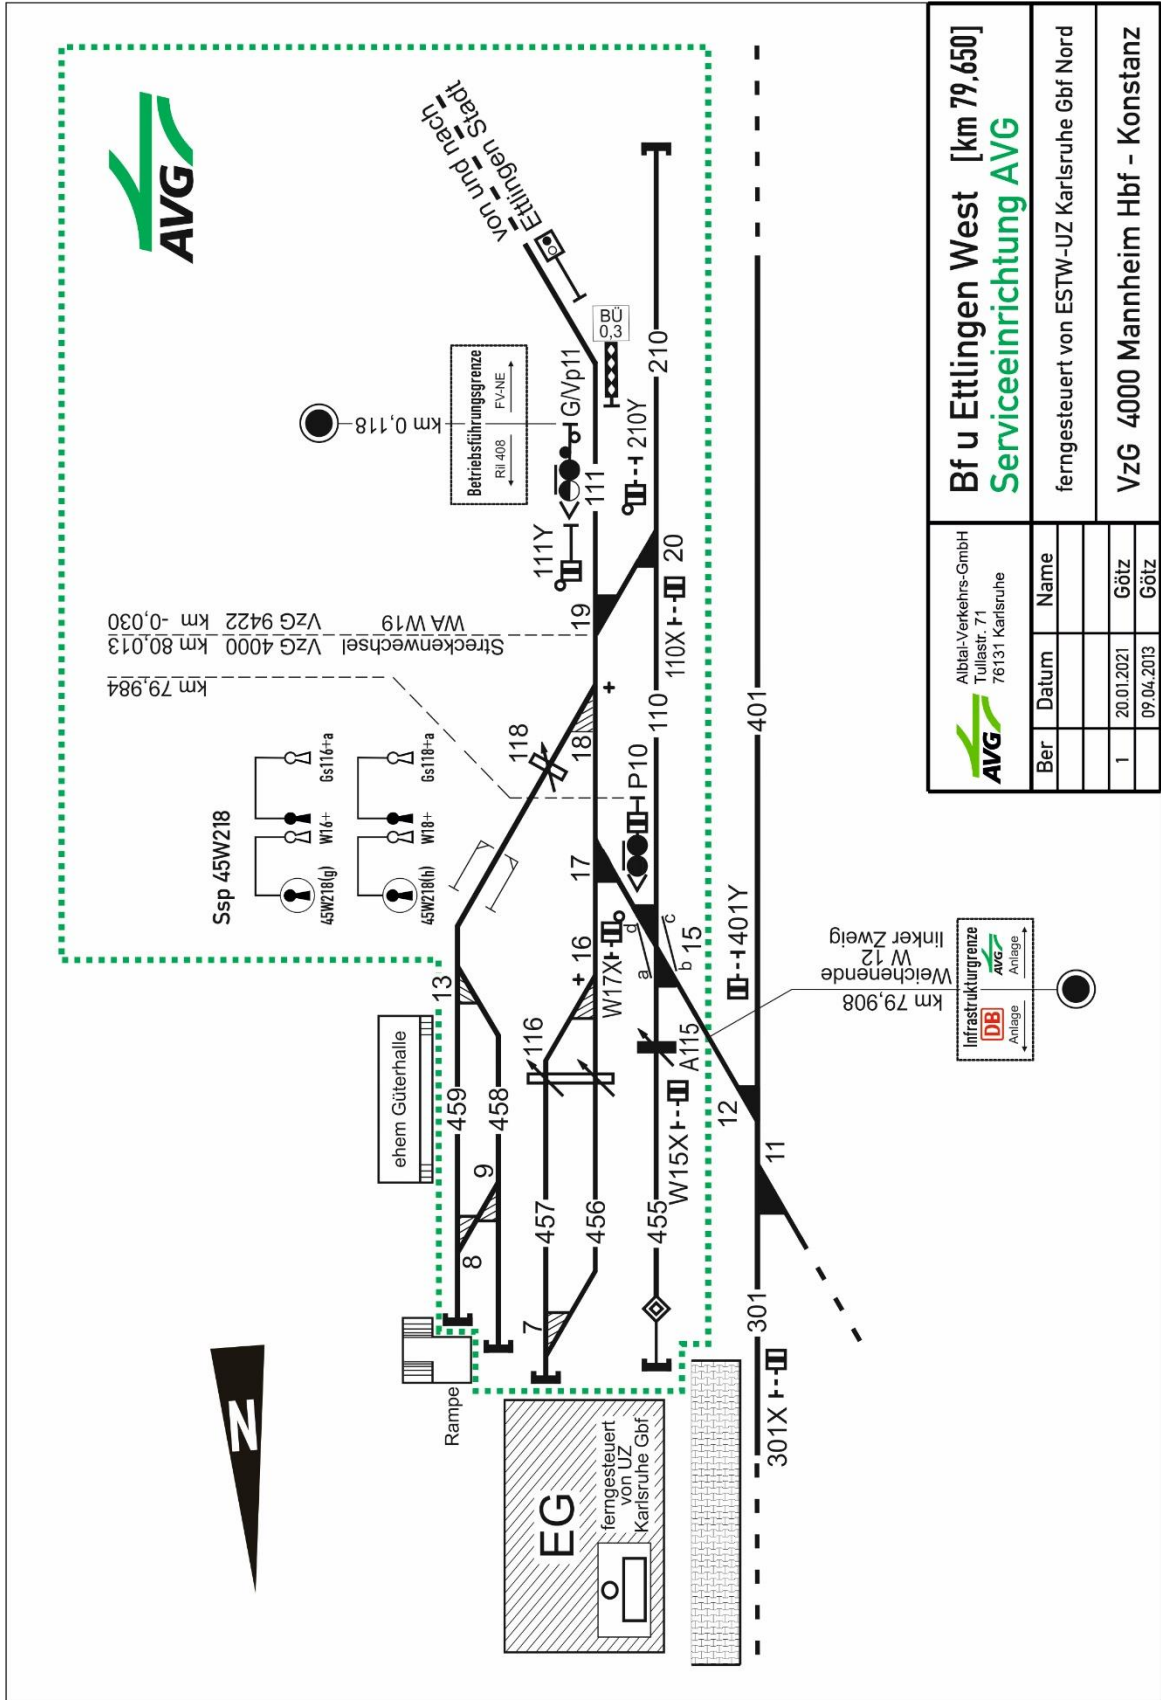 AVG
von und nach
Ettlingen Stadt
BÜ
0,3
210
km 0,118
Betriebsführungsgrenze
Ril 408
FV-NE
G/Vp11
111
111Y
210Y
19
20
110X
Streckenwechsel VzG 4000 km 80,013
WA W19 VzG 9422 km -0,030
km 79,984
118
18
110
P10
401
17
Ssp 45W218
45W218(g)
W16+
Gs116+a
45W218(h)
W18+
Gs118+a
16
W17X
a
b
c
d
15
401Y
km 79,908
Weichenende
W 12
linker Zweig
Infrastrukturgrenze
DB
AVG
Anlage
Anlage
ehem Güterhalle
13
459
458
116
A115
W15X
12
11
8
9
457
456
455
7
301
301X
Rampe
N
EG
ferngesteuert
von UZ
Karlsruhe Gbf
AVG
Albtal-Verkehrs-GmbH
Tullastr. 71
76131 Karlsruhe
Bf u Ettlingen West [km 79,650]
Serviceeinrichtung AVG
Ber Datum Name
ferngesteuert von ESTW-UZ Karlsruhe Gbf Nord
1 20.01.2021 Götz
09.04.2013 Götz
VzG 4000 Mannheim Hbf - Konstanz